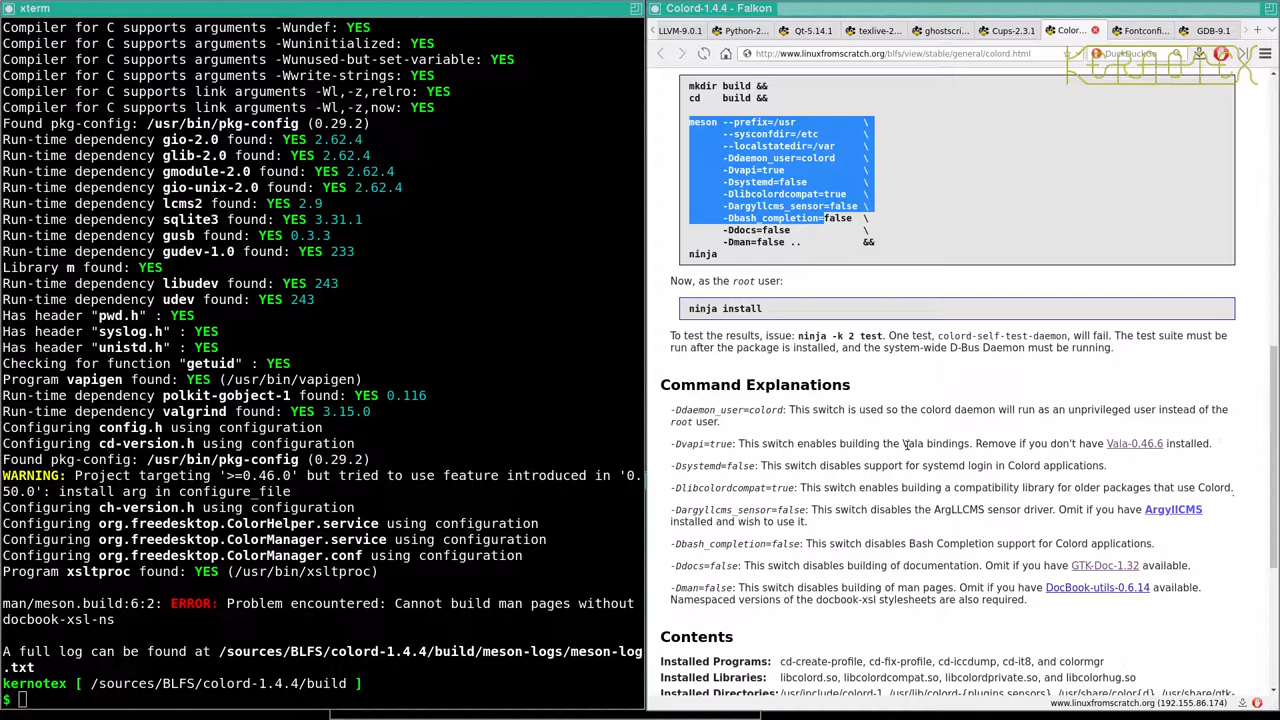 xterm
Compiler for C supports arguments -Wundef: YES
Compiler for C supports arguments -Wuninitialized: YES
Compiler for C supports arguments -Wunused-but-set-variable: YES
Compiler for C supports arguments -Wwrite-strings: YES
Compiler for C supports link arguments -Wl,-z,relro: YES
Compiler for C supports link arguments -Wl,-z,now: YES
Found pkg-config: /usr/bin/pkg-config (0.29.2)
Run-time dependency gio-2.0 found: YES 2.62.4
Run-time dependency glib-2.0 found: YES 2.62.4
Run-time dependency gmodule-2.0 found: YES 2.62.4
Run-time dependency gio-unix-2.0 found: YES 2.62.4
Run-time dependency lcms2 found: YES 2.9
Run-time dependency sqlite3 found: YES 3.31.1
Run-time dependency gusb found: YES 0.3.3
Run-time dependency gudev-1.0 found: YES 233
Library m found: YES
Run-time dependency libudev found: YES 243
Run-time dependency udev found: YES 243
Has header "pwd.h" : YES
Has header "syslog.h" : YES
Has header "unistd.h" : YES
Checking for function "getuid" : YES
Program vapigen found: YES (/usr/bin/vapigen)
Run-time dependency polkit-gobject-1 found: YES 0.116
Run-time dependency valgrind found: YES 3.15.0
Configuring config.h using configuration
Configuring cd-version.h using configuration
Found pkg-config: /usr/bin/pkg-config (0.29.2)
WARNING: Project targeting '>=0.46.0' but tried to use feature introduced in '0.
50.0': install arg in configure_file
Configuring ch-version.h using configuration
Configuring org.freedesktop.ColorHelper.service using configuration
Configuring org.freedesktop.ColorManager.service using configuration
Configuring org.freedesktop.ColorManager.conf using configuration
Program xsltproc found: YES (/usr/bin/xsltproc)
man/meson.build:6:2: ERROR: Problem encountered: Cannot build man pages without
docbook-xsl-ns
A full log can be found at /sources/BLFS/colord-1.4.4/build/meson-logs/meson-log
.txt
kernotex [ /sources/BLFS/colord-1.4.4/build ]
$
Colord-1.4.4 - Falkon
LLVM-9.0.1 Python-2... Qt-5.14.1 texlive-2... ghostscri... Cups-2.3.1 Color... Fontconfi... GDB-9.1
http://www.linuxfromscratch.org/blfs/view/stable/general/colord.html DuckDuckGo
KERNOTEX
mkdir build &&
cd build &&
meson --prefix=/usr \
--sysconfdir=/etc \
--localstatedir=/var \
-Ddaemon_user=colord \
-Dvapi=true \
-Dsystemd=false \
-Dlibcolordcompat=true \
-Dargyllcms_sensor=false \
-Dbash_completion=false \
-Ddocs=false \
-Dman=false .. &&
ninja
Now, as the root user:
ninja install
To test the results, issue: ninja -k 2 test. One test, colord-self-test-daemon, will fail. The test suite must be
run after the package is installed, and the system-wide D-Bus Daemon must be running.
Command Explanations
-Ddaemon_user=colord: This switch is used so the colord daemon will run as an unprivileged user instead of the
root user.
-Dvapi=true: This switch enables building the Vala bindings. Remove if you don't have Vala-0.46.6 installed.
-Dsystemd=false: This switch disables support for systemd login in Colord applications.
-Dlibcolordcompat=true: This switch enables building a compatibility library for older packages that use Colord.
-Dargyllcms_sensor=false: This switch disables the ArgLLCMS sensor driver. Omit if you have ArgyllCMS
installed and wish to use it.
-Dbash_completion=false: This switch disables Bash Completion support for Colord applications.
-Ddocs=false: This switch disables building of documentation. Omit if you have GTK-Doc-1.32 available.
-Dman=false: This switch disables building of man pages. Omit if you have DocBook-utils-0.6.14 available.
Namespaced versions of the docbook-xsl stylesheets are also required.
Contents
Installed Programs: cd-create-profile, cd-fix-profile, cd-iccdump, cd-it8, and colormgr
Installed Libraries: libcolord.so, libcolordcompat.so, libcolordprivate.so, and libcolorhug.so
Installed Directories: /usr/include/colord-1, /usr/lib/colord-{plugins,sensors}, /usr/share/color{d}, /usr/share/gtk-
www.linuxfromscratch.org (192.155.86.174)